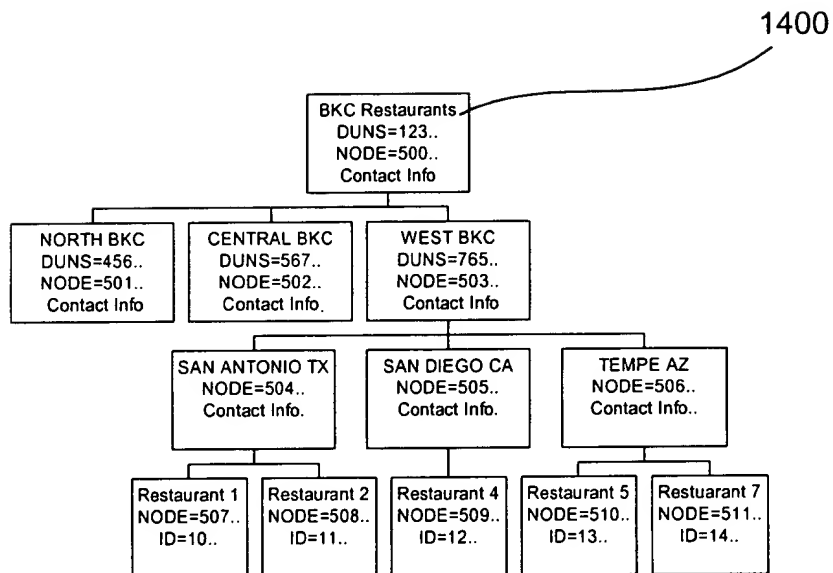 1400
BKC Restaurants
DUNS=123..
NODE=500..
Contact Info
NORTH BKC
DUNS=456..
NODE=501..
Contact Info
CENTRAL BKC
DUNS=567..
NODE=502..
Contact Info.
WEST BKC
DUNS=765..
NODE=503..
Contact Info
SAN ANTONIO TX
NODE=504..
Contact Info.
SAN DIEGO CA
NODE=505..
Contact Info.
TEMPE AZ
NODE=506..
Contact Info..
Restaurant 1
NODE=507..
ID=10..
Restaurant 2
NODE=508..
ID=11..
Restaurant 4
NODE=509..
ID=12..
Restaurant 5
NODE=510..
ID=13..
Restuarant 7
NODE=511..
ID=14..